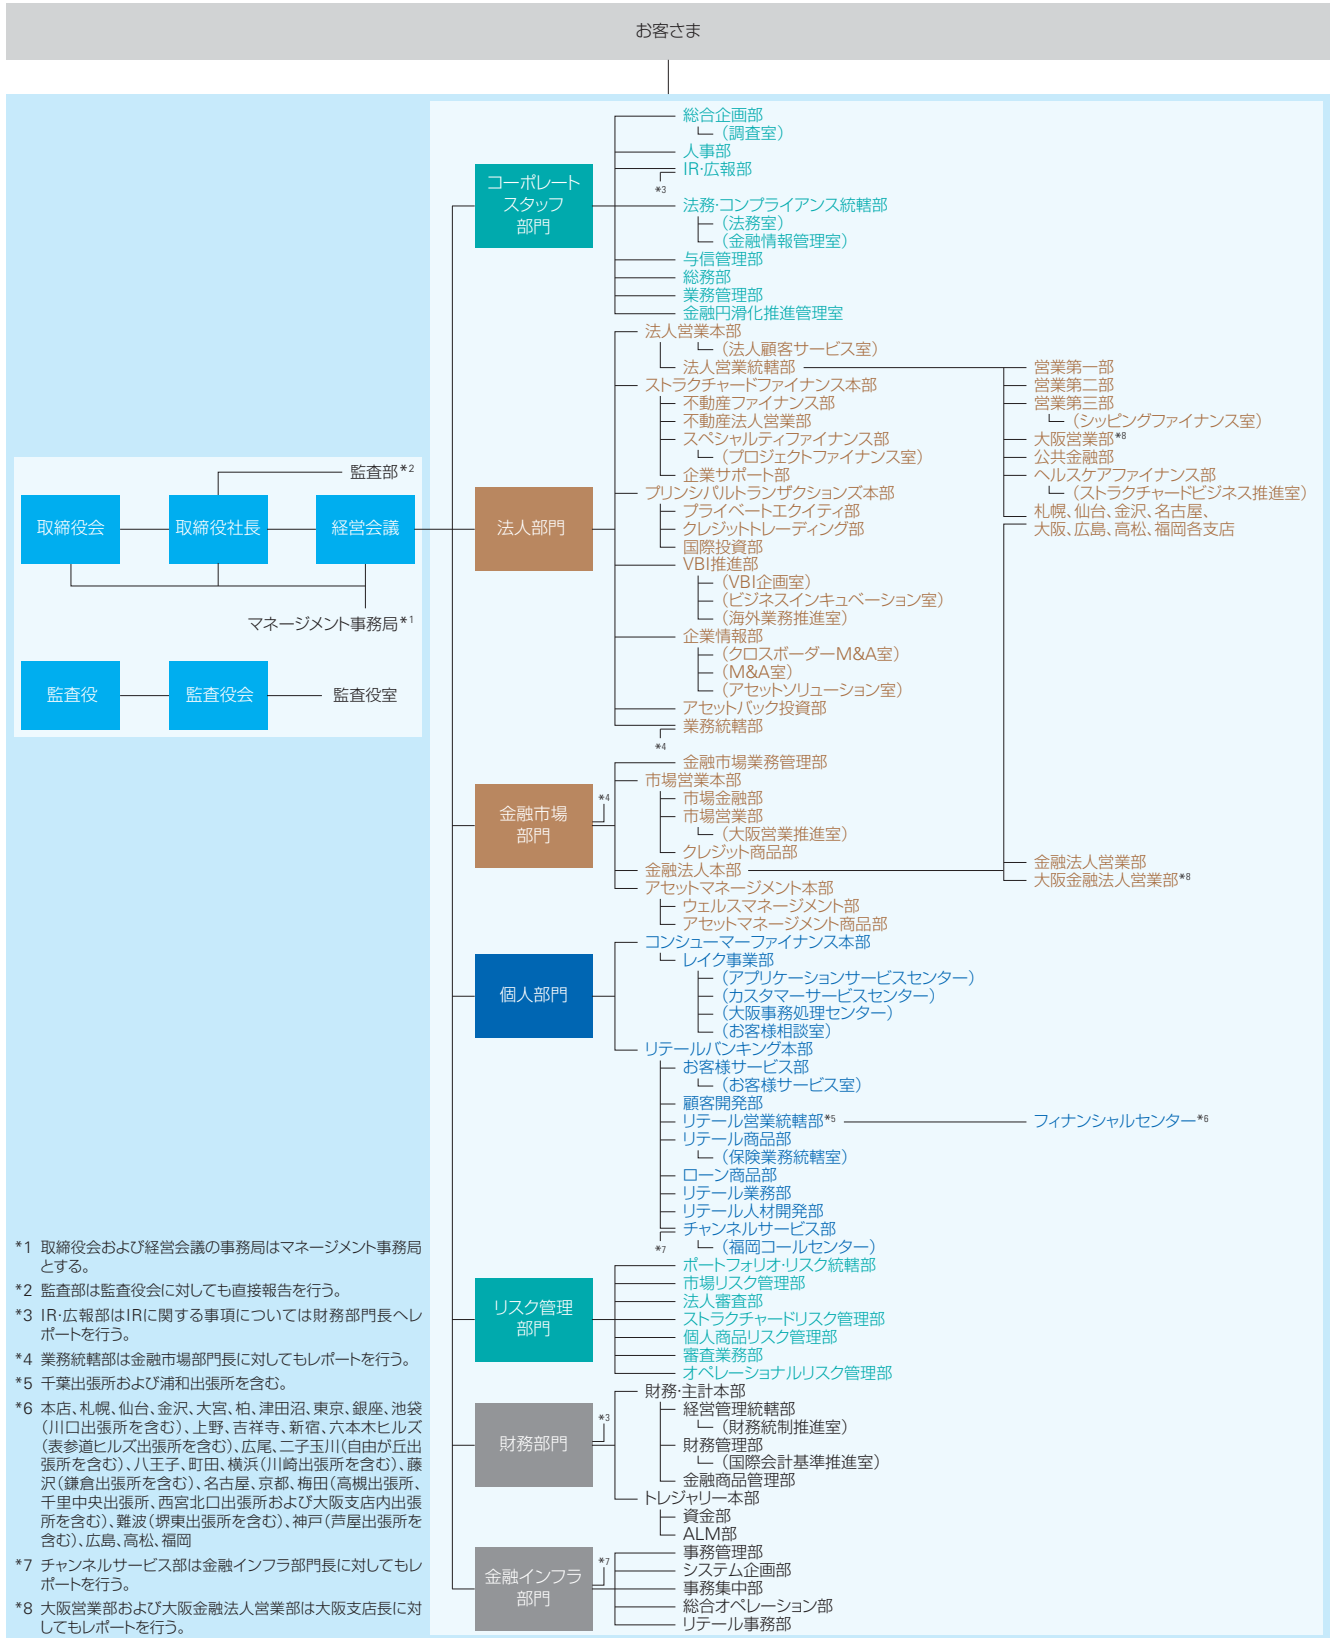 お客さま
取締役会
取締役社長
経営会議
監査部*2
マネージメント事務局*1
監査役
監査役会
監査役室
コーポレート
スタッフ
部門
総合企画部
（調査室）
人事部
IR・広報部
*3
法務・コンプライアンス統轄部
（法務室）
（金融情報管理室）
与信管理部
総務部
業務管理部
金融円滑化推進管理室
法人部門
法人営業本部
（法人顧客サービス室）
法人営業統轄部
ストラクチャードファイナンス本部
不動産ファイナンス部
不動産法人営業部
スペシャルティファイナンス部
（プロジェクトファイナンス室）
企業サポート部
プリンシパルトランザクションズ本部
プライベートエクイティ部
クレジットトレーディング部
国際投資部
VBI推進部
（VBI企画室）
（ビジネスインキュベーション室）
（海外業務推進室）
企業情報部
（クロスボーダーM&A室）
（M&A室）
（アセットソリューション室）
アセットバック投資部
業務統轄部
*4
営業第一部
営業第二部
営業第三部
（シッピングファイナンス室）
大阪営業部*8
公共金融部
ヘルスケアファイナンス部
（ストラクチャードビジネス推進室）
札幌、仙台、金沢、名古屋、
大阪、広島、高松、福岡各支店
金融市場
部門
*4
金融市場業務管理部
市場営業本部
市場金融部
市場営業部
（大阪営業推進室）
クレジット商品部
金融法人本部
アセットマネージメント本部
ウェルスマネージメント部
アセットマネージメント商品部
金融法人営業部
大阪金融法人営業部*8
個人部門
コンシューマーファイナンス本部
レイク事業部
（アプリケーションサービスセンター）
（カスタマーサービスセンター）
（大阪事務処理センター）
（お客様相談室）
リテールバンキング本部
お客様サービス部
（お客様サービス室）
顧客開発部
リテール営業統轄部*5
フィナンシャルセンター*6
リテール商品部
（保険業務統轄室）
ローン商品部
リテール業務部
リテール人材開発部
チャンネルサービス部
*7
（福岡コールセンター）
リスク管理
部門
ポートフォリオ・リスク統轄部
市場リスク管理部
法人審査部
ストラクチャードリスク管理部
個人商品リスク管理部
審査業務部
オペレーショナルリスク管理部
財務部門
*3
財務・主計本部
経営管理統轄部
（財務統制推進室）
財務管理部
（国際会計基準推進室）
金融商品管理部
トレジャリー本部
資金部
ALM部
金融インフラ
部門
*7
事務管理部
システム企画部
事務集中部
総合オペレーション部
リテール事務部
*1 取締役会および経営会議の事務局はマネージメント事務局
とする。
*2 監査部は監査役会に対しても直接報告を行う。
*3 IR・広報部はIRに関する事項については財務部門長へレ
ポートを行う。
*4 業務統轄部は金融市場部門長に対してもレポートを行う。
*5 千葉出張所および浦和出張所を含む。
*6 本店、札幌、仙台、金沢、大宮、柏、津田沼、東京、銀座、池袋
（川口出張所を含む）、上野、吉祥寺、新宿、六本木ヒルズ
（表参道ヒルズ出張所を含む）、広尾、二子玉川（自由が丘出
張所を含む）、八王子、町田、横浜（川崎出張所を含む）、藤
沢（鎌倉出張所を含む）、名古屋、京都、梅田（高槻出張所、
千里中央出張所、西宮北口出張所および大阪支店内出張
所を含む）、難波（堺東出張所を含む）、神戸（芦屋出張所を
含む）、広島、高松、福岡
*7 チャンネルサービス部は金融インフラ部門長に対してもレ
ポートを行う。
*8 大阪営業部および大阪金融法人営業部は大阪支店長に対
してもレポートを行う。